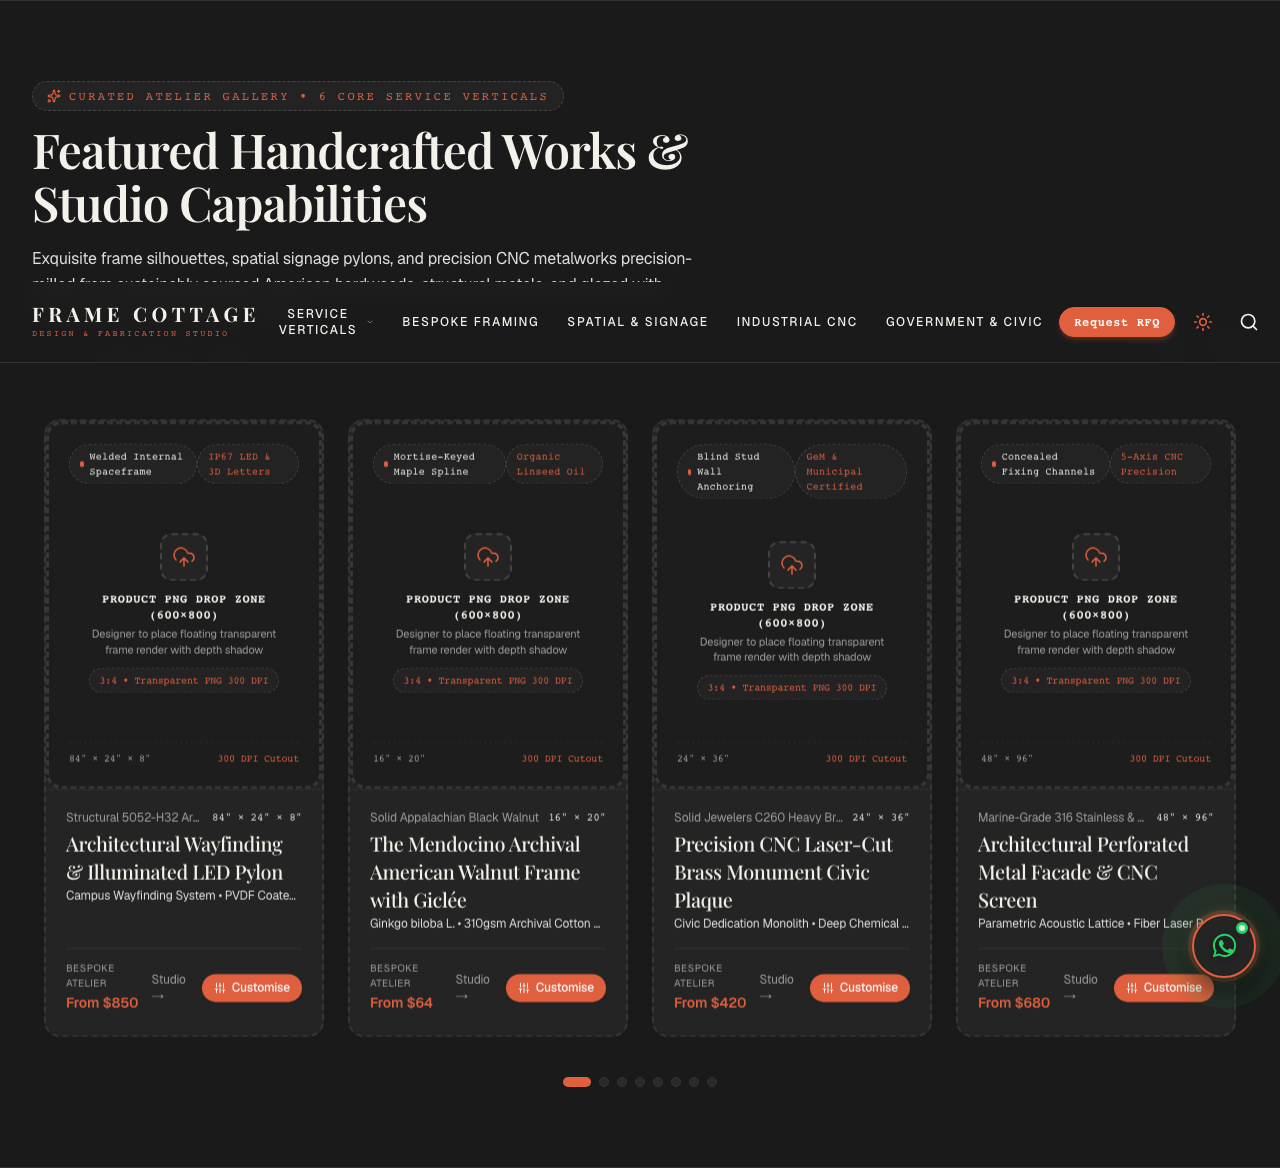 CURATED ATELIER GALLERY • 6 CORE SERVICE VERTICALS
Featured Handcrafted Works &
Studio Capabilities
Exquisite frame silhouettes, spatial signage pylons, and precision CNC metalworks precision-
milled from sustainably sourced American hardwoods, structural metals, and glazed with
FRAME COTTAGE
DESIGN & FABRICATION STUDIO
SERVICE
VERTICALS
BESPOKE FRAMING
SPATIAL & SIGNAGE
INDUSTRIAL CNC
GOVERNMENT & CIVIC
Request RFQ
Welded Internal
Spaceframe
IP67 LED &
3D Letters
PRODUCT PNG DROP ZONE
(600×800)
Designer to place floating transparent
frame render with depth shadow
3:4 • Transparent PNG 300 DPI
84" × 24" × 8"
300 DPI Cutout
Structural 5052-H32 Ar...
84" × 24" × 8"
Architectural Wayfinding
& Illuminated LED Pylon
Campus Wayfinding System • PVDF Coate...
BESPOKE
ATELIER
From $850
Studio
→
Customise
Mortise-Keyed
Maple Spline
Organic
Linseed Oil
PRODUCT PNG DROP ZONE
(600×800)
Designer to place floating transparent
frame render with depth shadow
3:4 • Transparent PNG 300 DPI
16" × 20"
300 DPI Cutout
Solid Appalachian Black Walnut
16" × 20"
The Mendocino Archival
American Walnut Frame
with Giclée
Ginkgo biloba L. • 310gsm Archival Cotton ...
BESPOKE
ATELIER
From $64
Studio
→
Customise
Blind Stud
Wall
Anchoring
GeM &
Municipal
Certified
PRODUCT PNG DROP ZONE
(600×800)
Designer to place floating transparent
frame render with depth shadow
3:4 • Transparent PNG 300 DPI
24" × 36"
300 DPI Cutout
Solid Jewelers C260 Heavy Br...
24" × 36"
Precision CNC Laser-Cut
Brass Monument Civic
Plaque
Civic Dedication Monolith • Deep Chemical ...
BESPOKE
ATELIER
From $420
Studio
→
Customise
Concealed
Fixing Channels
5-Axis CNC
Precision
PRODUCT PNG DROP ZONE
(600×800)
Designer to place floating transparent
frame render with depth shadow
3:4 • Transparent PNG 300 DPI
48" × 96"
300 DPI Cutout
Marine-Grade 316 Stainless & ...
48" × 96"
Architectural Perforated
Metal Facade & CNC
Screen
Parametric Acoustic Lattice • Fiber Laser
BESPOKE
ATELIER
From $680
Studio
→
Customise